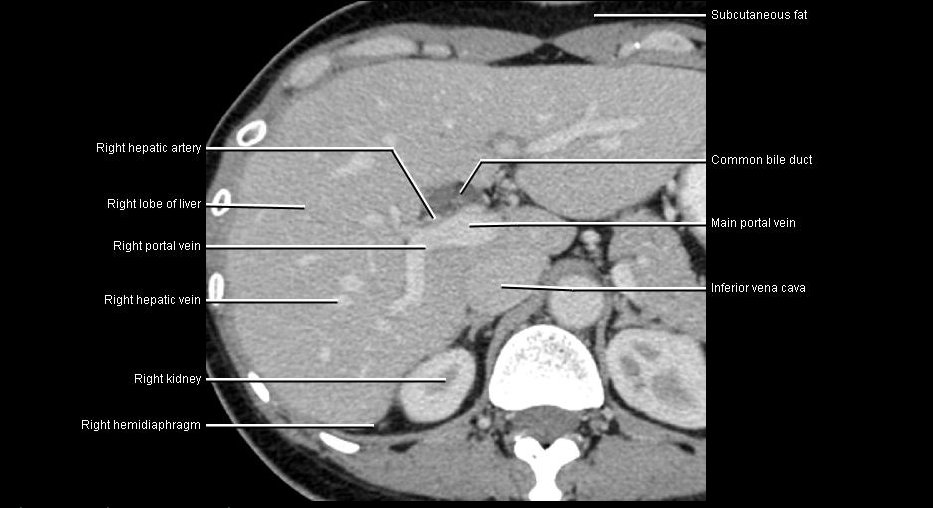 Subcutaneous fat
Right hepatic artery
Common bile duct
Right lobe of liver
Main portal vein
Right portal vein
Inferior vena cava
Right hepatic vein
Right kidney
Right hemidiaphragm